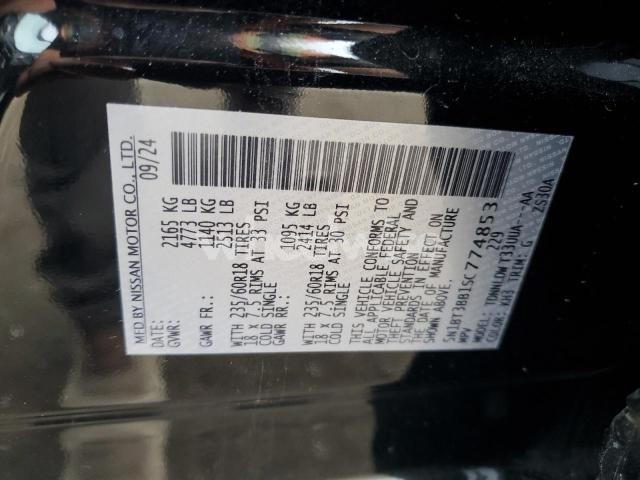 MFD BY NISSAN MOTOR CO., LTD.
DATE: 09/24
GVWR: 2165 KG
4773 LB
GAWR FR.: 1140 KG
2513 LB
WITH 235/60R18 TIRES
18 X 7.5 RIMS AT 33 PSI
COLD SINGLE
GAWR RR.: 1095 KG
2414 LB
WITH 235/60R18 TIRES
18 X 7.5 RIMS AT 30 PSI
COLD SINGLE
THIS VEHICLE CONFORMS TO
ALL APPLICABLE FEDERAL
MOTOR VEHICLE SAFETY AND
THEFT PREVENTION
STANDARDS IN EFFECT ON
THE DATE OF MANUFACTURE
SHOWN ABOVE.
5N1BT3BB1SC774853
MPV 229
MODEL: AA
COLOR: KH3 TRIM: G ZS30A